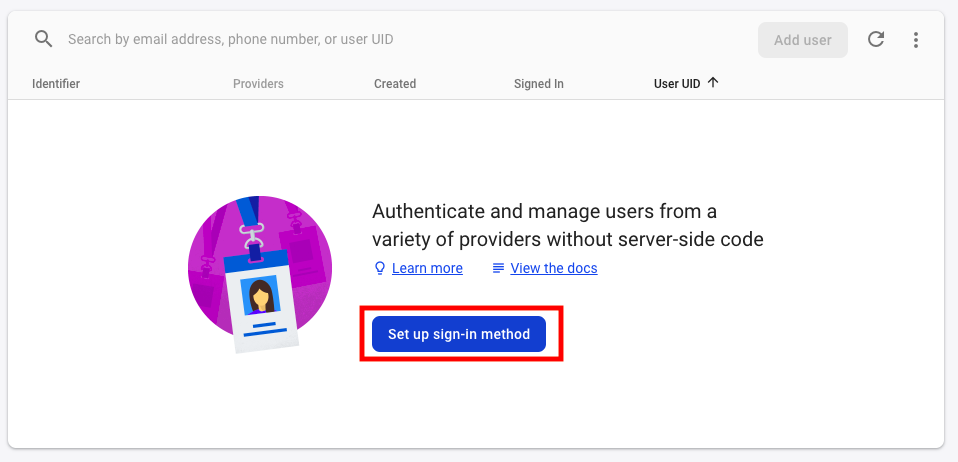 Search by email address, phone number, or user UID
Add user
Identifier
Providers
Created
Signed In
User UID
Authenticate and manage users from a
variety of providers without server-side code
Learn more
View the docs
Set up sign-in method